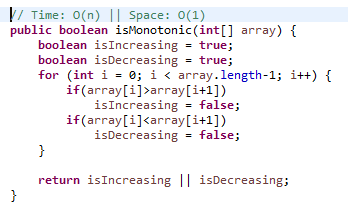 // Time: O(n) || Space: O(1)
public boolean isMonotonic(int[] array) {
    boolean isIncreasing = true;
    boolean isDecreasing = true;
    for (int i = 0; i < array.length-1; i++) {
        if(array[i]>array[i+1])
            isIncreasing = false;
        if(array[i]<array[i+1])
            isDecreasing = false;
    }

    return isIncreasing || isDecreasing;
}